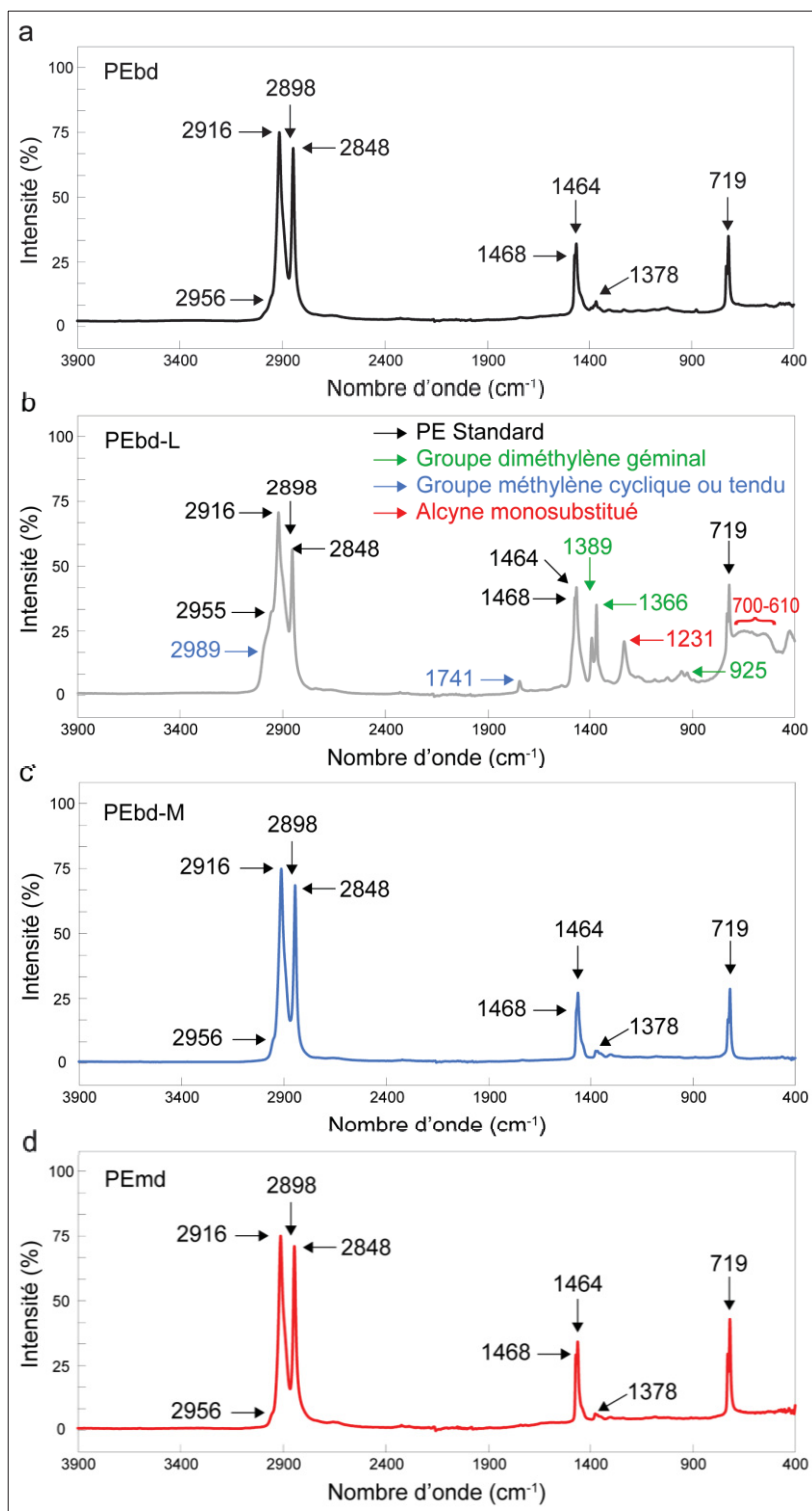 a
PEbd
Intensité (%)
100
75
50
25
0
2956
2916
2898
2848
1468
1464
1378
719
3900 3400 2900 2400 1900 1400 900 400
Nombre d'onde (cm-1)
b
PEbd-L
Intensité (%)
100
75
50
25
0
PE Standard
Groupe diméthylène géminal
Groupe méthylène cyclique ou tendu
Alcyne monosubstitué
2989
2955
2916
2898
2848
1741
1468
1464
1389
1366
1231
925
719
700-610
3900 3400 2900 2400 1900 1400 900 400
Nombre d'onde (cm-1)
c
PEbd-M
Intensité (%)
100
75
50
25
0
2956
2916
2898
2848
1468
1464
1378
719
3900 3400 2900 2400 1900 1400 900 400
Nombre d'onde (cm-1)
d
PEmd
Intensité (%)
100
75
50
25
0
2956
2916
2898
2848
1468
1464
1378
719
3900 3400 2900 2400 1900 1400 900 400
Nombre d'onde (cm-1)